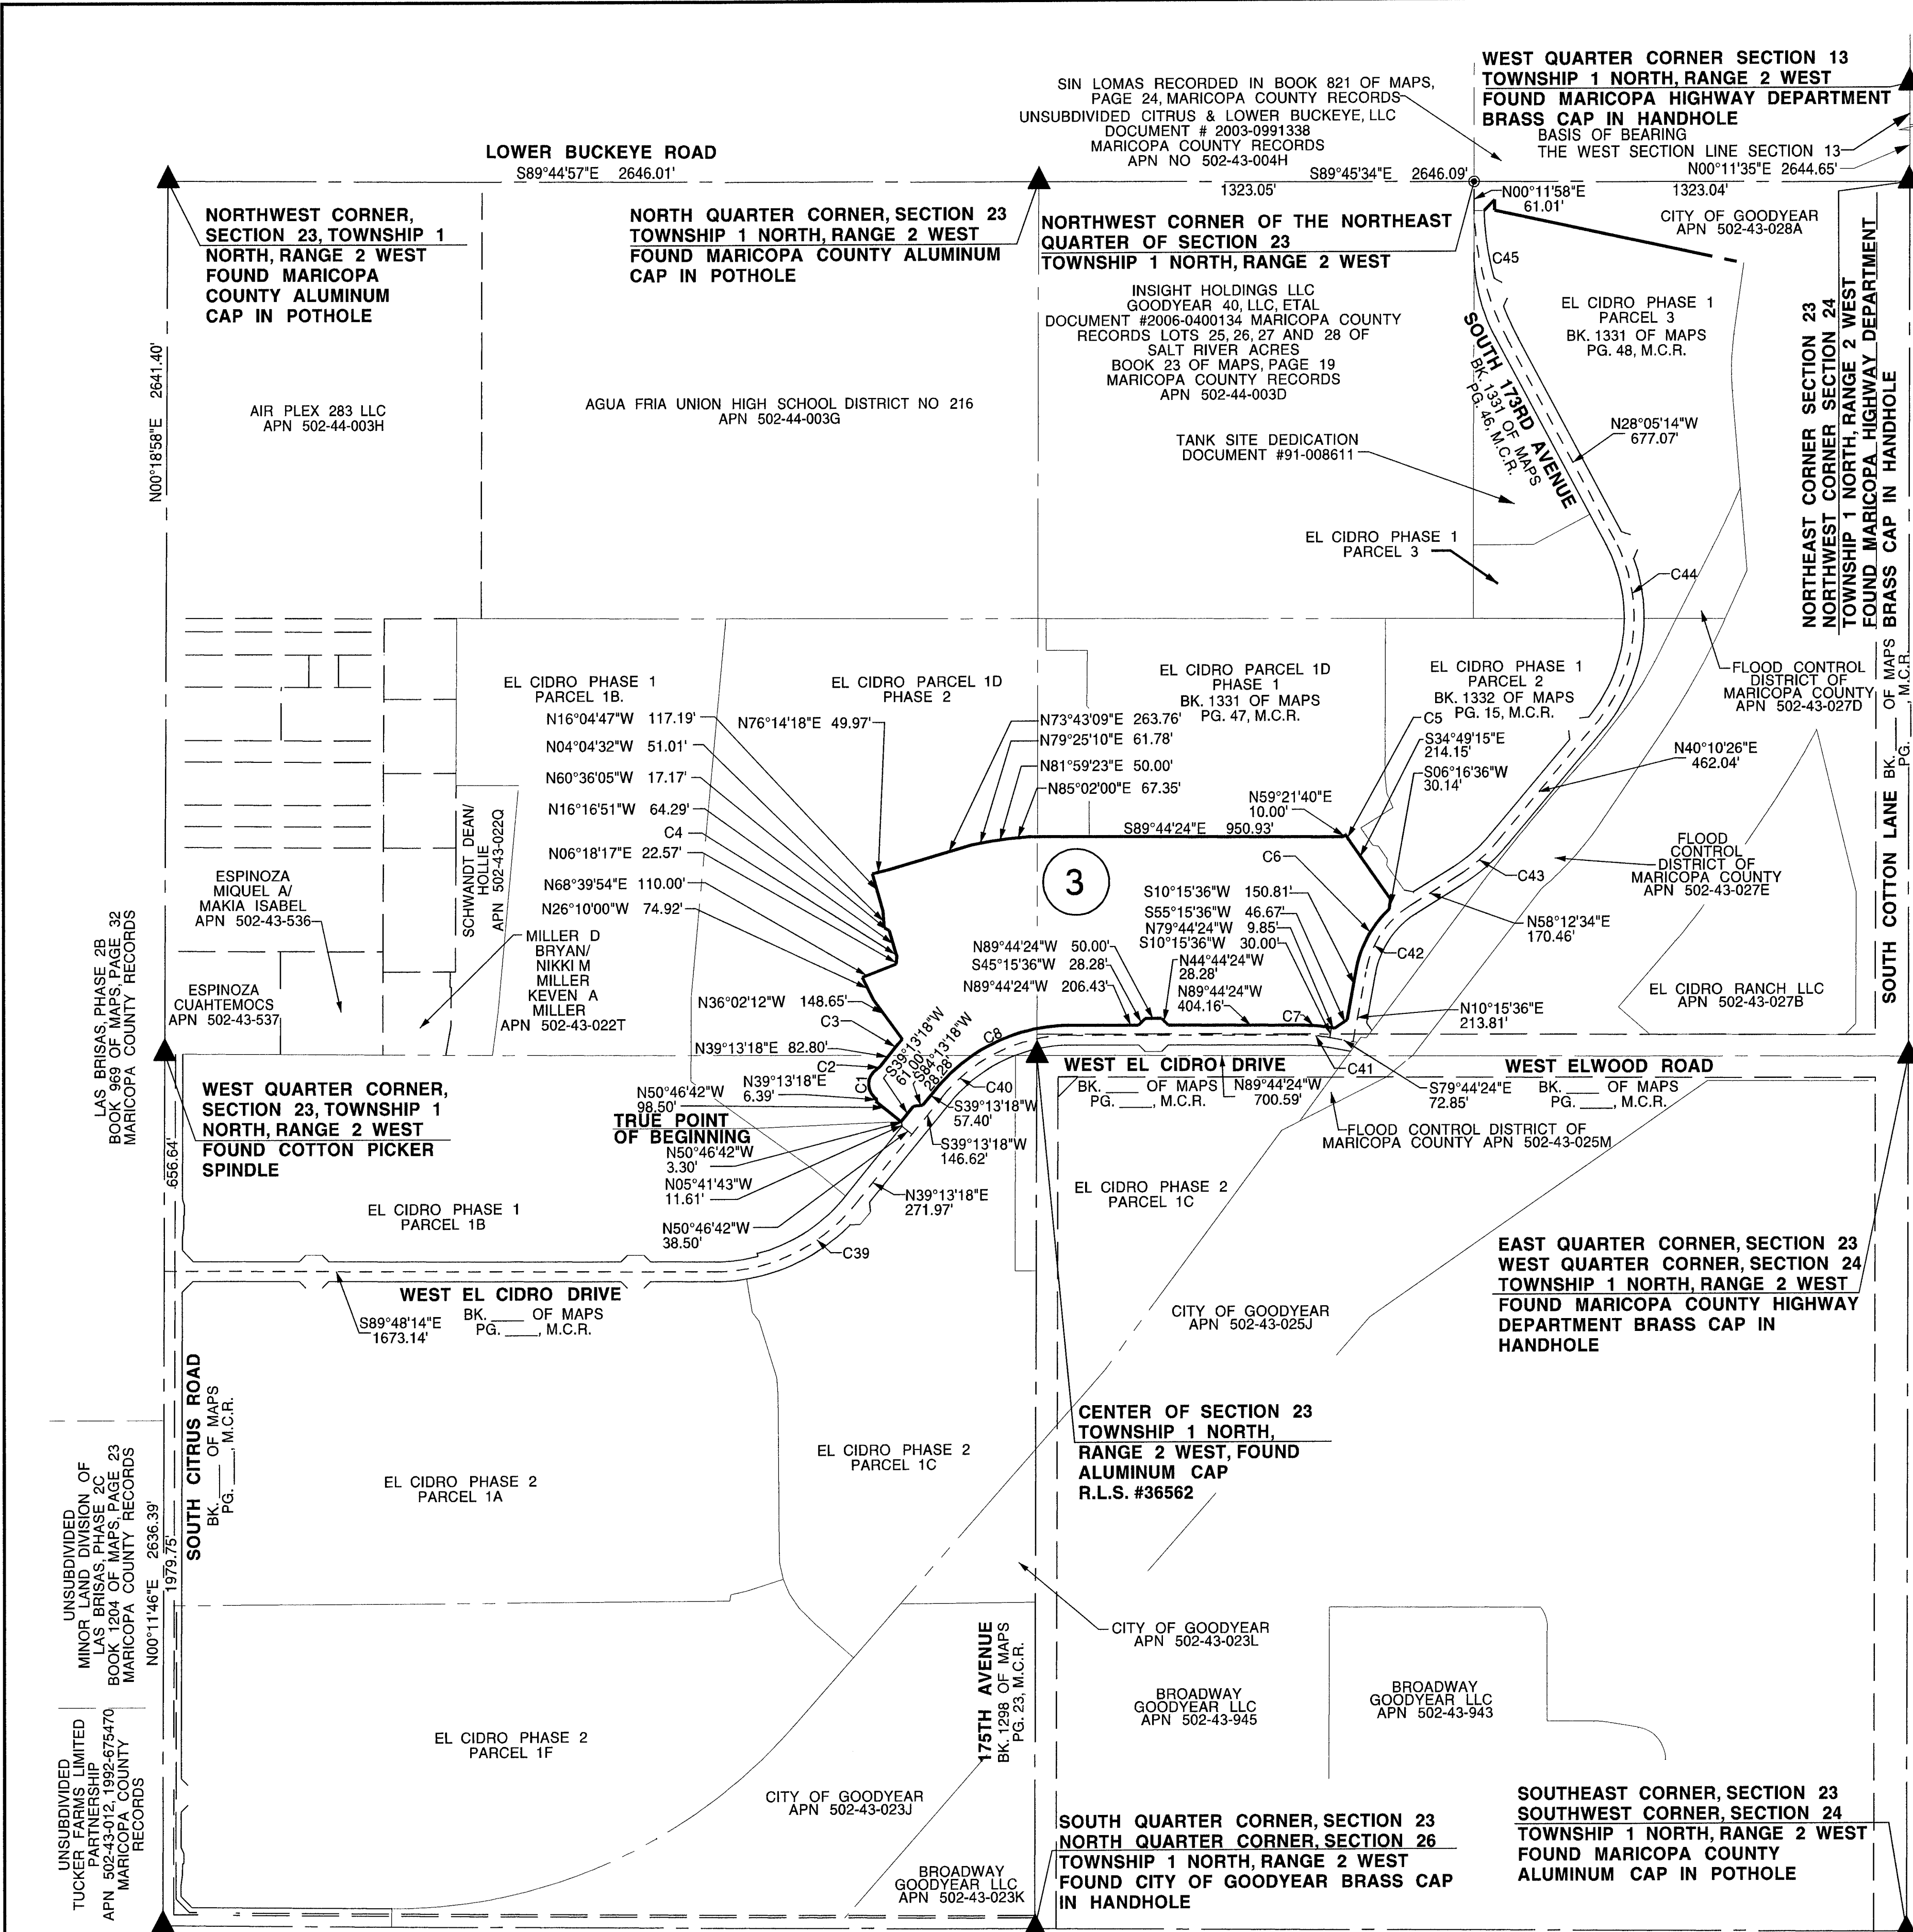 WEST QUARTER CORNER SECTION 13
TOWNSHIP 1 NORTH, RANGE 2 WEST
FOUND MARICOPA HIGHWAY DEPARTMENT
BRASS CAP IN HANDHOLE
BASIS OF BEARING
THE WEST SECTION LINE SECTION 13
N00°11'35"E 2644.65'
SIN LOMAS RECORDED IN BOOK 821 OF MAPS,
PAGE 24, MARICOPA COUNTY RECORDS
UNSUBDIVIDED CITRUS & LOWER BUCKEYE, LLC
DOCUMENT # 2003-0991338
MARICOPA COUNTY RECORDS
APN NO 502-43-004H
LOWER BUCKEYE ROAD
S89°44'57"E 2646.01'
S89°45'34"E 2646.09'
1323.05'
1323.04'
N00°11'58"E
61.01'
NORTHWEST CORNER,
SECTION 23, TOWNSHIP 1
NORTH, RANGE 2 WEST
FOUND MARICOPA
COUNTY ALUMINUM
CAP IN POTHOLE
NORTH QUARTER CORNER, SECTION 23
TOWNSHIP 1 NORTH, RANGE 2 WEST
FOUND MARICOPA COUNTY ALUMINUM
CAP IN POTHOLE
NORTHWEST CORNER OF THE NORTHEAST
QUARTER OF SECTION 23
TOWNSHIP 1 NORTH, RANGE 2 WEST
CITY OF GOODYEAR
APN 502-43-028A
C45
INSIGHT HOLDINGS LLC
GOODYEAR 40, LLC, ETAL
DOCUMENT #2006-0400134 MARICOPA COUNTY
RECORDS LOTS 25, 26, 27 AND 28 OF
SALT RIVER ACRES
BOOK 23 OF MAPS, PAGE 19
MARICOPA COUNTY RECORDS
APN 502-44-003D
EL CIDRO PHASE 1
PARCEL 3
BK. 1331 OF MAPS
PG. 48, M.C.R.
SOUTH 173RD AVENUE
BK. 1331 OF MAPS
PG. 46, M.C.R.
NORTHEAST CORNER SECTION 23
NORTHWEST CORNER SECTION 24
TOWNSHIP 1 NORTH, RANGE 2 WEST
FOUND MARICOPA HIGHWAY DEPARTMENT
BRASS CAP IN HANDHOLE
N00°18'58"E 2641.40'
AIR PLEX 283 LLC
APN 502-44-003H
AGUA FRIA UNION HIGH SCHOOL DISTRICT NO 216
APN 502-44-003G
N28°05'14"W
677.07'
TANK SITE DEDICATION
DOCUMENT #91-008611
EL CIDRO PHASE 1
PARCEL 3
C44
EL CIDRO PHASE 1
PARCEL 1B.
EL CIDRO PARCEL 1D
PHASE 2
EL CIDRO PARCEL 1D
PHASE 1
BK. 1331 OF MAPS
PG. 47, M.C.R.
EL CIDRO PHASE 1
PARCEL 2
BK. 1332 OF MAPS
PG. 15, M.C.R.
FLOOD CONTROL
DISTRICT OF
MARICOPA COUNTY
APN 502-43-027D
SOUTH COTTON LANE BK. ___ OF MAPS
PG. ___, M.C.R.
N16°04'47"W 117.19'
N04°04'32"W 51.01'
N60°36'05"W 17.17'
N16°16'51"W 64.29'
C4
N06°18'17"E 22.57'
N68°39'54"E 110.00'
N26°10'00"W 74.92'
N76°14'18"E 49.97'
N73°43'09"E 263.76'
N79°25'10"E 61.78'
N81°59'23"E 50.00'
N85°02'00"E 67.35'
C5
S34°49'15"E
214.15'
S06°16'36"W
30.14'
N59°21'40"E
10.00'
S89°44'24"E 950.93'
N40°10'26"E
462.04'
SCHWANDT DEAN/
HOLLIE
APN 502-43-022Q
3
C6
C43
FLOOD
CONTROL
DISTRICT OF
MARICOPA COUNTY
APN 502-43-027E
ESPINOZA
MIQUEL A/
MAKIA ISABEL
APN 502-43-536
S10°15'36"W 150.81'
S55°15'36"W 46.67'
N79°44'24"W 9.85'
S10°15'36"W 30.00'
N58°12'34"E
170.46'
C42
MILLER D
BRYAN/
NIKKI M
MILLER
KEVEN A
MILLER
APN 502-43-022T
N89°44'24"W 50.00'
S45°15'36"W 28.28'
N89°44'24"W 206.43'
N44°44'24"W
28.28'
N89°44'24"W
404.16'
C7
LAS BRISAS, PHASE 2B
BOOK 969 OF MAPS, PAGE 32
MARICOPA COUNTY RECORDS
ESPINOZA
CUAHTEMOCS
APN 502-43-537
EL CIDRO RANCH LLC
APN 502-43-027B
N10°15'36"E
213.81'
N36°02'12"W 148.65'
C3
N39°13'18"E 82.80'
C2
C1
N39°13'18"E
6.39'
N50°46'42"W
98.50'
S39°13'18"W
61.00'
S84°13'18"W
28.28'
C8
C40
C41
WEST QUARTER CORNER,
SECTION 23, TOWNSHIP 1
NORTH, RANGE 2 WEST
FOUND COTTON PICKER
SPINDLE
TRUE POINT
OF BEGINNING
N50°46'42"W
3.30'
N05°41'43"W
11.61'
N50°46'42"W
38.50'
S39°13'18"W
57.40'
S39°13'18"W
146.62'
N39°13'18"E
271.97'
WEST EL CIDRO DRIVE
BK. ___ OF MAPS
PG. ___, M.C.R.
N89°44'24"W
700.59'
WEST ELWOOD ROAD
BK. ___ OF MAPS
PG. ___, M.C.R.
S79°44'24"E
72.85'
FLOOD CONTROL DISTRICT OF
MARICOPA COUNTY APN 502-43-025M
656.64'
EL CIDRO PHASE 1
PARCEL 1B
EL CIDRO PHASE 2
PARCEL 1C
C39
WEST EL CIDRO DRIVE
BK. ___ OF MAPS
PG. ___, M.C.R.
S89°48'14"E
1673.14'
EAST QUARTER CORNER, SECTION 23
WEST QUARTER CORNER, SECTION 24
TOWNSHIP 1 NORTH, RANGE 2 WEST
FOUND MARICOPA COUNTY HIGHWAY
DEPARTMENT BRASS CAP IN
HANDHOLE
CITY OF GOODYEAR
APN 502-43-025J
SOUTH CITRUS ROAD
BK. ___ OF MAPS
PG. ___, M.C.R.
CENTER OF SECTION 23
TOWNSHIP 1 NORTH,
RANGE 2 WEST, FOUND
ALUMINUM CAP
R.L.S. #36562
EL CIDRO PHASE 2
PARCEL 1A
EL CIDRO PHASE 2
PARCEL 1C
UNSUBDIVIDED
MINOR LAND DIVISION OF
LAS BRISAS, PHASE 2C
BOOK 1204 OF MAPS, PAGE 23
MARICOPA COUNTY RECORDS
N00°11'46"E 2636.39'
1979.75'
175TH AVENUE
BK. 1298 OF MAPS
PG. 23, M.C.R.
CITY OF GOODYEAR
APN 502-43-023L
BROADWAY
GOODYEAR LLC
APN 502-43-945
BROADWAY
GOODYEAR LLC
APN 502-43-943
UNSUBDIVIDED
TUCKER FARMS LIMITED
PARTNERSHIP
APN 502-43-012, 1992-675470
MARICOPA COUNTY
RECORDS
EL CIDRO PHASE 2
PARCEL 1F
CITY OF GOODYEAR
APN 502-43-023J
BROADWAY
GOODYEAR LLC
APN 502-43-023K
SOUTH QUARTER CORNER, SECTION 23
NORTH QUARTER CORNER, SECTION 26
TOWNSHIP 1 NORTH, RANGE 2 WEST
FOUND CITY OF GOODYEAR BRASS CAP
IN HANDHOLE
SOUTHEAST CORNER, SECTION 23
SOUTHWEST CORNER, SECTION 24
TOWNSHIP 1 NORTH, RANGE 2 WEST
FOUND MARICOPA COUNTY
ALUMINUM CAP IN POTHOLE